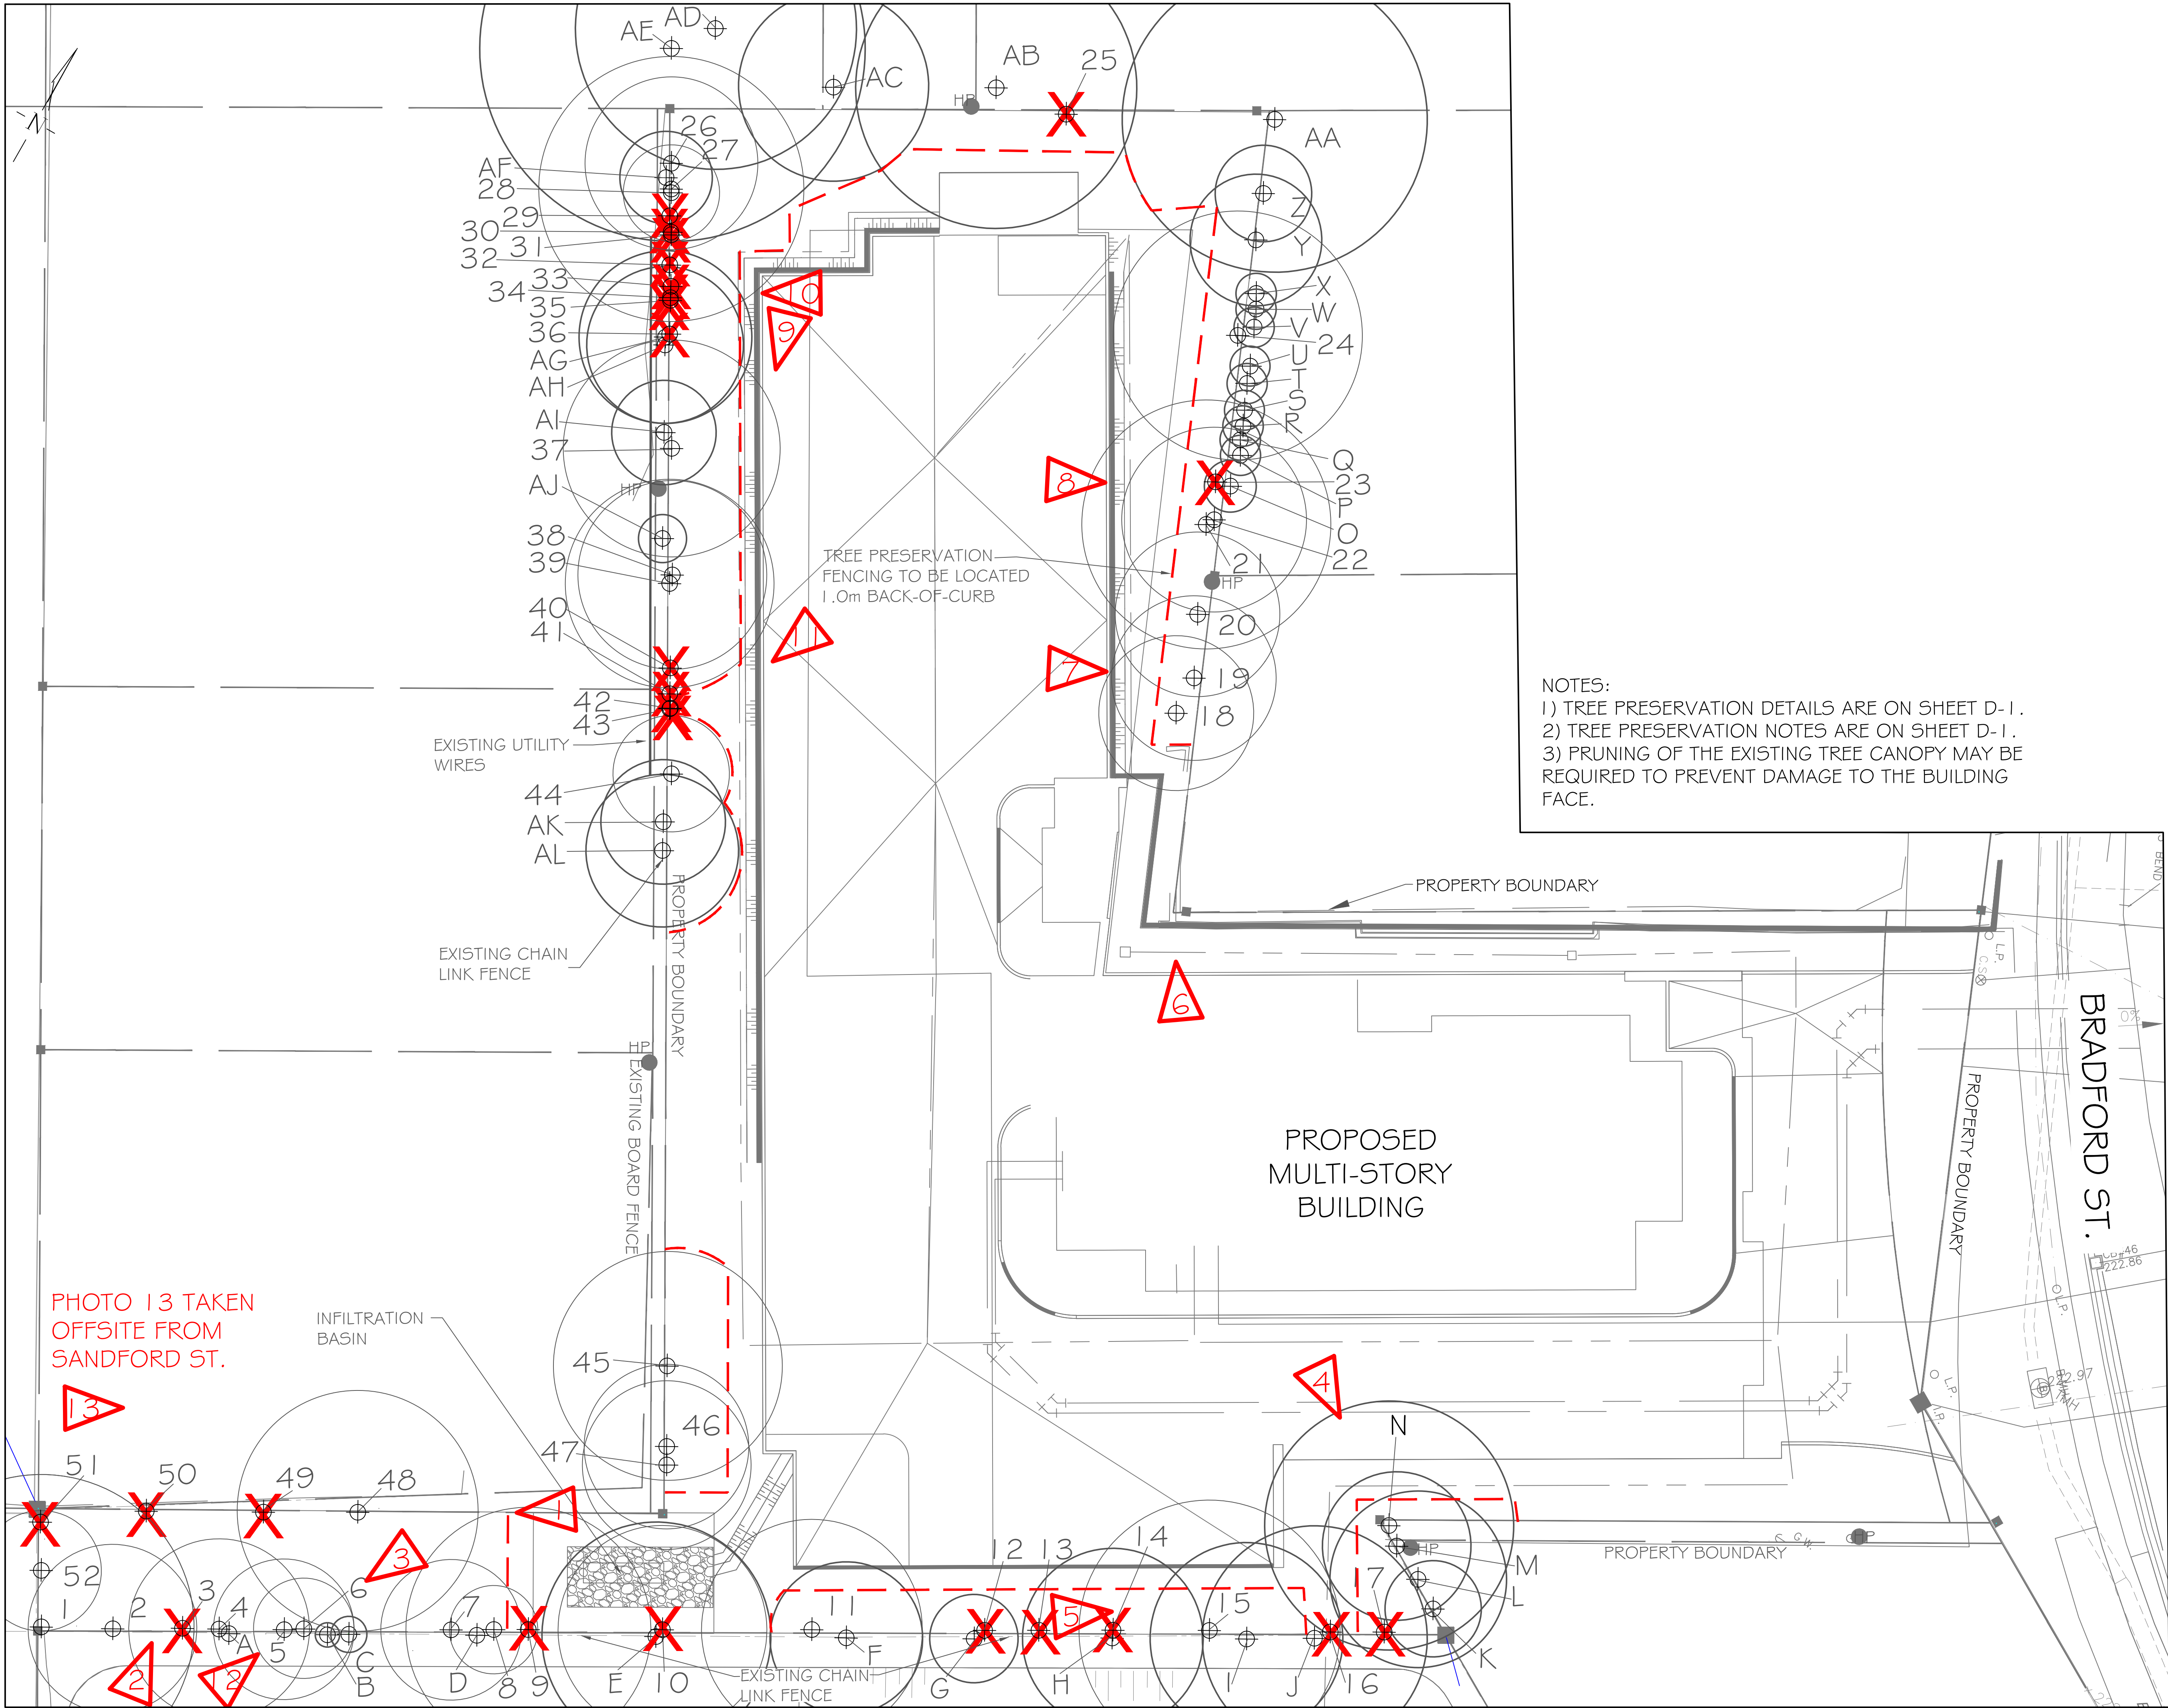 AD
AE
AC
AB
25
HP
AA
N
26
27
AF
28
29
30
31
32
33
34
35
36
AG
AH
AI
37
HP
AJ
38
39
40
41
42
43
44
AK
AL
Z
Y
X
W
V
24
U
T
S
R
Q
23
P
O
22
21
HP
20
19
18
10
9
8
11
7
6
TREE PRESERVATION
FENCING TO BE LOCATED
1.0m BACK-OF-CURB
NOTES:
1) TREE PRESERVATION DETAILS ARE ON SHEET D-1.
2) TREE PRESERVATION NOTES ARE ON SHEET D-1.
3) PRUNING OF THE EXISTING TREE CANOPY MAY BE
REQUIRED TO PREVENT DAMAGE TO THE BUILDING
FACE.
EXISTING UTILITY
WIRES
EXISTING CHAIN
LINK FENCE
PROPERTY BOUNDARY
PROPERTY BOUNDARY
BEND
L.P.
C.S.
0%
BRADFORD ST.
PROPERTY BOUNDARY
HP
EXISTING BOARD FENCE
PROPOSED
MULTI-STORY
BUILDING
222.86
L.P.
222.97
L.P.
PHOTO 13 TAKEN
OFFSITE FROM
SANDFORD ST.
13
INFILTRATION
BASIN
45
46
47
4
N
51
50
49
48
1
3
52
1
2
3
4
A
5
6
C
B
7
D
8
9
E
10
11
F
12
13
14
5
G
H
15
I
J
16
17
HP
M
L
K
G.W.
HP
PROPERTY BOUNDARY
2
12
EXISTING CHAIN
LINK FENCE